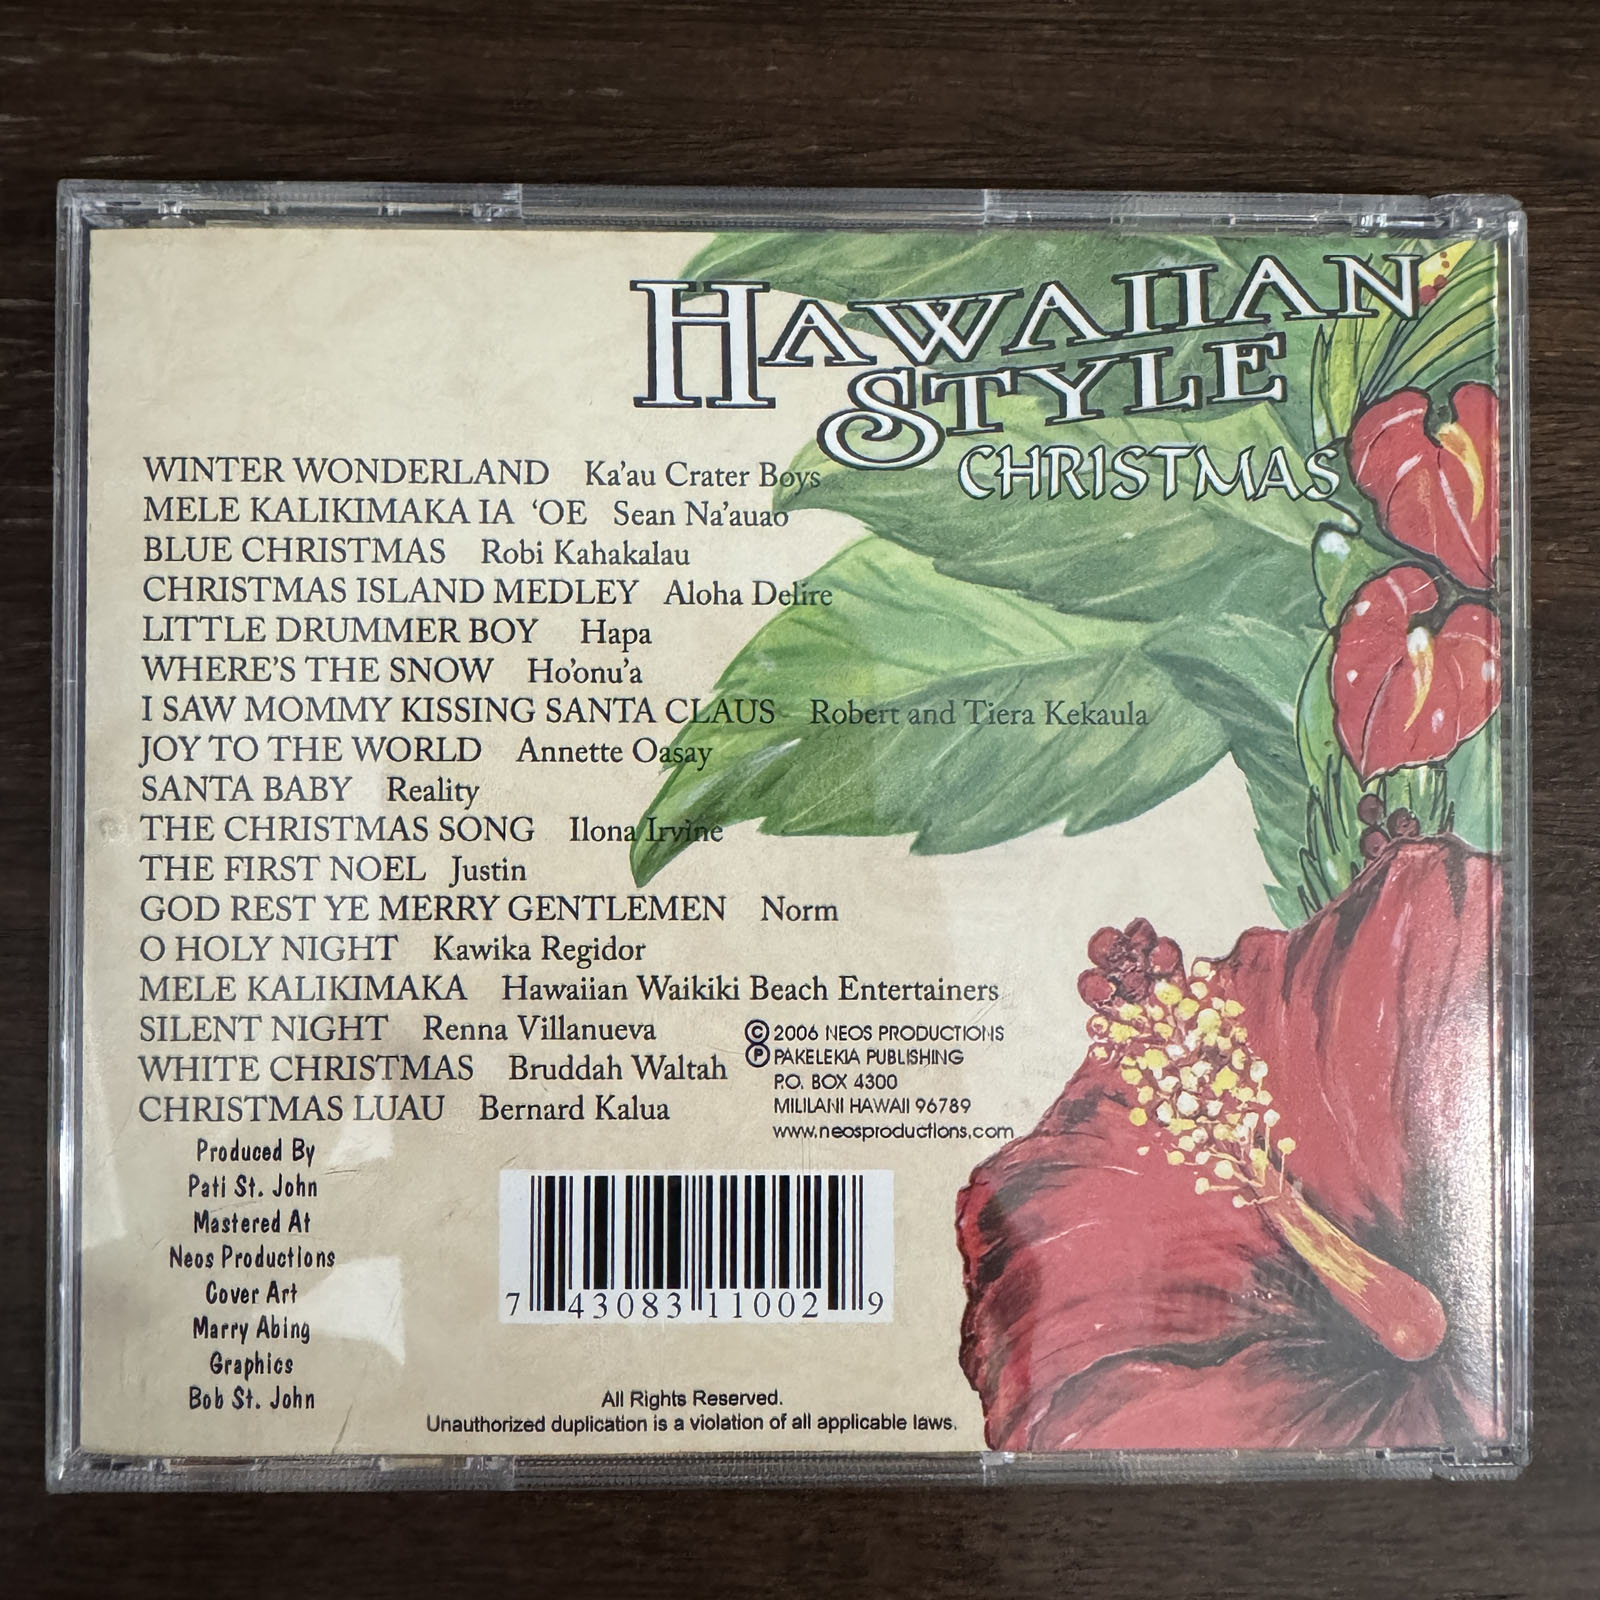 HAWAIIAN
STYLE
CHRISTMAS
WINTER WONDERLAND Ka'au Crater Boys
MELE KALIKIMAKA IA ‘OE Sean Na'auao
BLUE CHRISTMAS Robi Kahakalau
CHRISTMAS ISLAND MEDLEY Aloha Delire
LITTLE DRUMMER BOY Hapa
WHERE'S THE SNOW Ho'onu'a
I SAW MOMMY KISSING SANTA CLAUS Robert and Tiera Kekaula
JOY TO THE WORLD Annette Oasay
SANTA BABY Reality
THE CHRISTMAS SONG Ilona Irvine
THE FIRST NOEL Justin
GOD REST YE MERRY GENTLEMEN Norm
O HOLY NIGHT Kawika Regidor
MELE KALIKIMAKA Hawaiian Waikiki Beach Entertainers
SILENT NIGHT Renna Villanueva
WHITE CHRISTMAS Bruddah Waltah
CHRISTMAS LUAU Bernard Kalua
© 2006 NEOS PRODUCTIONS
℗ PAKELEKIA PUBLISHING
P.O. BOX 4300
MILILANI HAWAII 96789
www.neosproductions.com
Produced By
Pati St. John
Mastered At
Neos Productions
Cover Art
Marry Abing
Graphics
Bob St. John
7 43083 11002 9
All Rights Reserved.
Unauthorized duplication is a violation of all applicable laws.